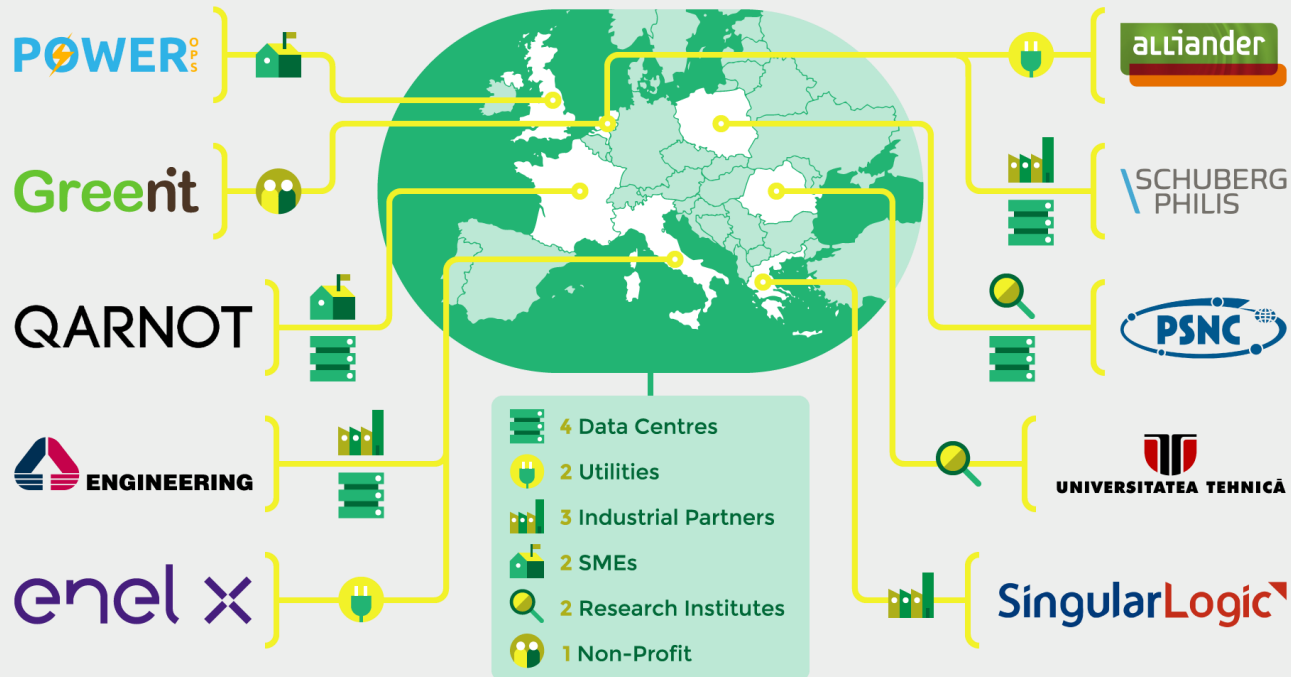 POWER OPS
Greenit
QARNOT
ENGINEERING
enel x
alliander
SCHUBERG
PHILIS
PSNC
UNIVERSITATEA TEHNICĂ
SingularLogic
4 Data Centres
2 Utilities
3 Industrial Partners
2 SMEs
2 Research Institutes
1 Non-Profit